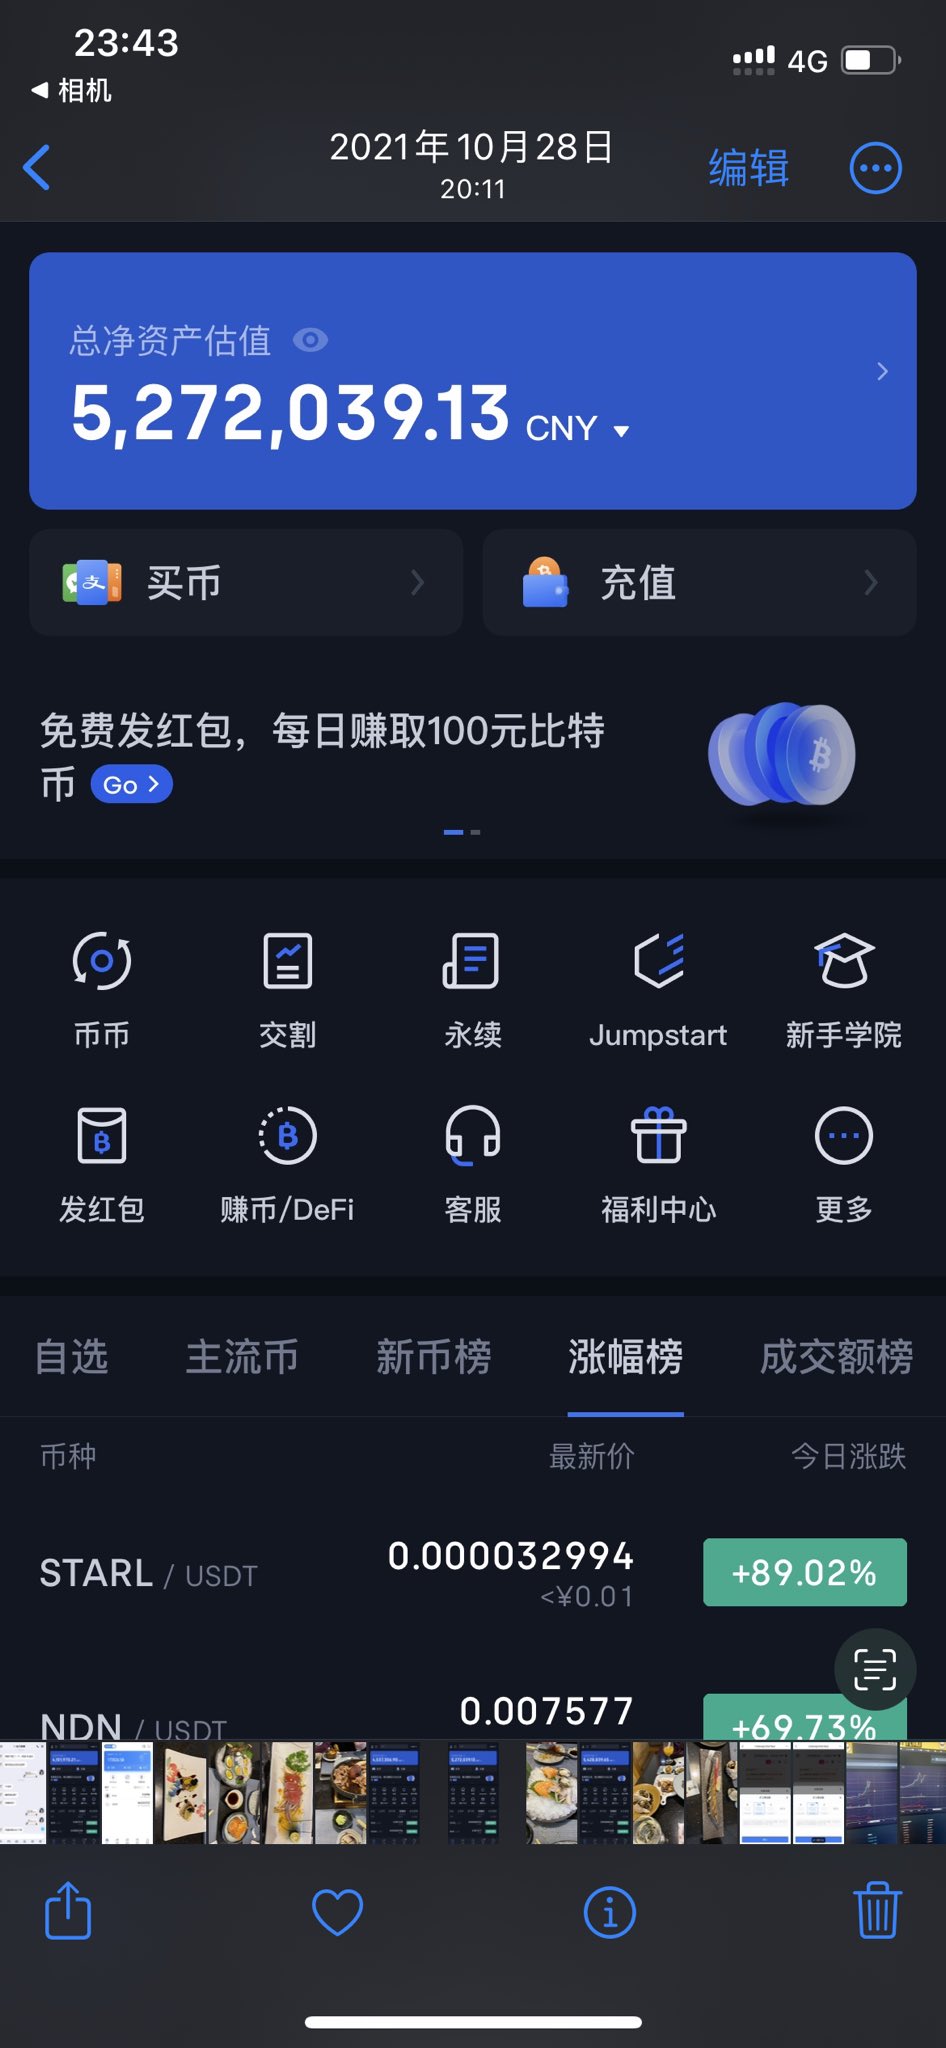 23:43
4G
相机
2021年10月28日
20:11
编辑
总净资产估值
5,272,039.13 CNY
买币
充值
免费发红包，每日赚取100元比特
币 Go
币币
交割
永续
Jumpstart
新手学院
发红包
赚币/DeFi
客服
福利中心
更多
自选
主流币
新币榜
涨幅榜
成交额榜
币种
最新价
今日涨跌
STARL / USDT
0.000032994
<¥0.01
+89.02%
NDN / USDT
0.007577
+69.73%